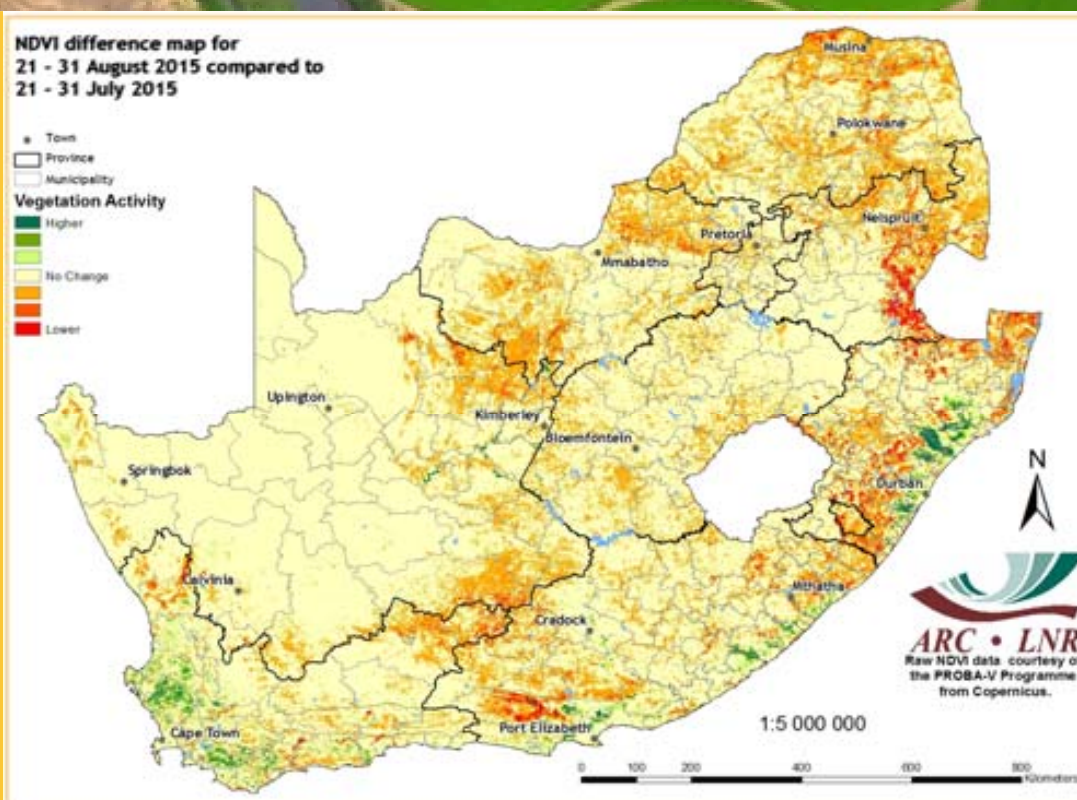 NDVI difference map for
21 - 31 August 2015 compared to
21 - 31 July 2015
Town
Province
Municipality
Vegetation Activity
Higher
No Change
Lower
Musina
Polokwane
Nelspruit
Pretoria
Mmabatho
Upington
Kimberley
Bloemfontein
Springbok
Durban
Calvinia
Mthatha
Cradock
Cape Town
Port Elizabeth
N
ARC • LNR
Raw NDVI data courtesy of
the PROBA-V Programme
from Copernicus.
1:5 000 000
0 100 200 400 600 800
Kilometers